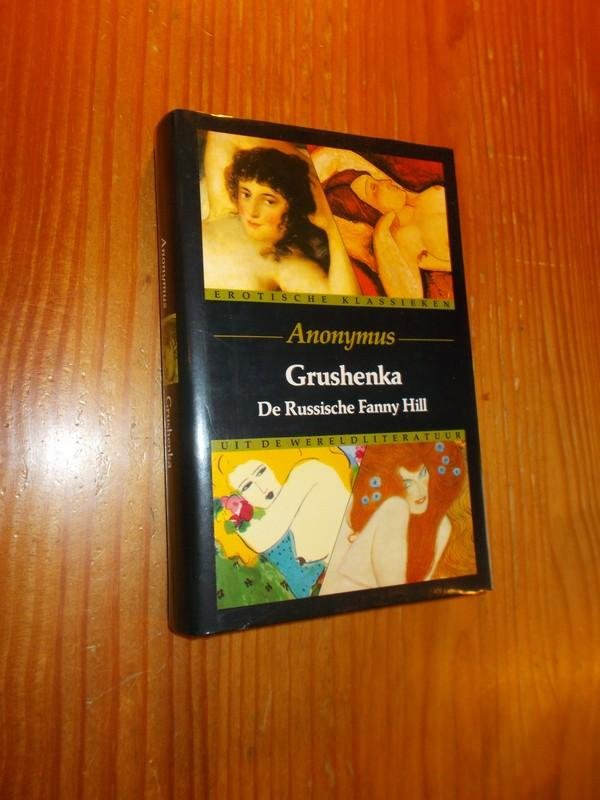 EROTISCHE KLASSIEKEN
Anonymus
Grushenka
De Russische Fanny Hill
UIT DE WERELDLITERATUUR
Anonymus
Grushenka